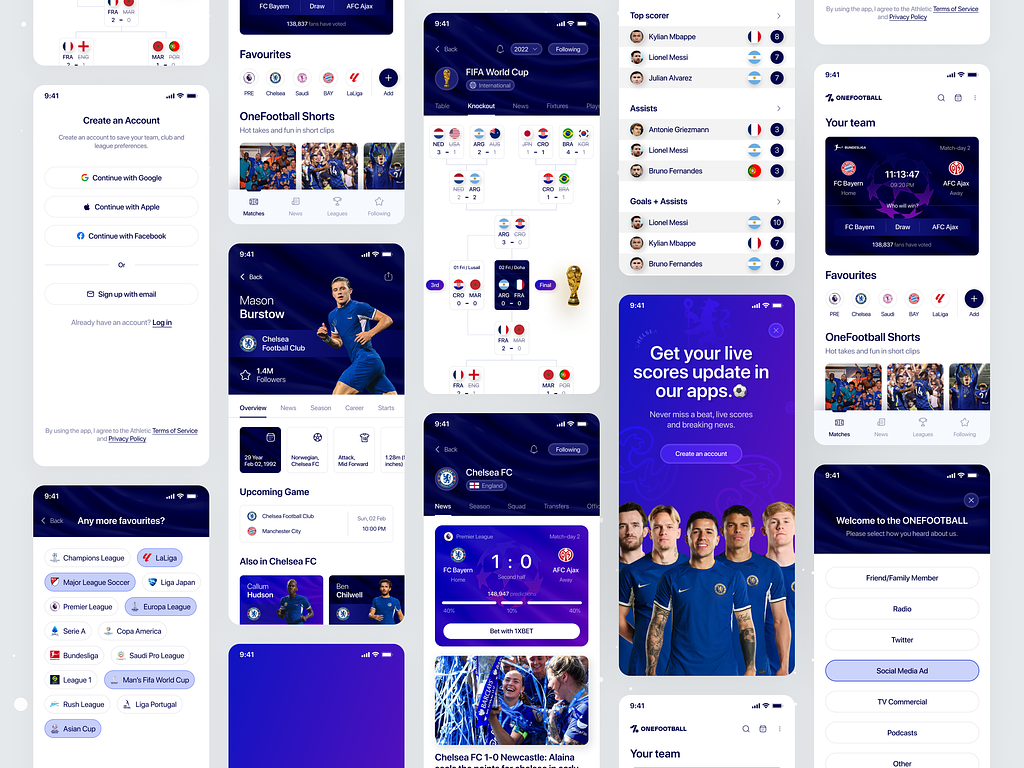 FRA MAR
2 – 0
FRA ENG
MAR POR
2 – 1
1 – 0
9:41
Create an Account
Create an account to save your team, club and
league preferences.
Continue with Google
Continue with Apple
Continue with Facebook
Or
Sign up with email
Already have an account? Log in
By using the app, I agree to the Athletic Terms of Service
and Privacy Policy
9:41
Back
Any more favourites?
Champions League
LaLiga
Major League Soccer
Liga Japan
Premier League
Europa League
Serie A
Copa America
Bundesliga
Saudi Pro League
League 1
Man's Fifa World Cup
Rush League
Liga Portugal
Asian Cup
FC Bayern
Draw
AFC Ajax
138,837 fans have voted
Favourites
PRE
Chelsea
Saudi
BAY
LaLiga
Add
OneFootball Shorts
Hot takes and fun in short clips
Matches
News
Leagues
Following
9:41
Back
Mason
Burstow
Chelsea
Football Club
1.4M
Followers
Overview
News
Season
Career
Starts
29 Year
Feb 02, 1992
Norwegian,
Chelsea FC
Attack,
Mid Forward
1:28m (
inches)
Upcoming Game
Chelsea Football Club
Manchester City
Sun, 02 Feb
10:00 PM
Also in Chelsea FC
Callum
Hudson
Ben
Chilwell
9:41
9:41
Back
2022
Following
FIFA World Cup
International
Table
Knockout
News
Fixtures
Playe
NED USA
3 – 1
ARG AUS
2 – 1
JPN CRO
1 – 1
BRA KOR
4 – 1
NED ARG
2 – 2
CRO BRA
1 – 1
ARG CRO
3 – 0
3rd
01 Fri / Lusail
CRO MAR
0 – 0
02 Fri / Doha
ARG FRA
0 – 0
Final
FRA MAR
2 – 0
FRA ENG
MAR POR
9:41
Back
Following
Chelsea FC
England
News
Season
Squad
Transfers
Offic
Premier League
Match-day 2
FC Bayern
Home
1 : 0
Second half
AFC Ajax
Away
148,947 predictions
40%
10%
40%
Bet with 1XBET
BARCLAYS
Chelsea FC 1-0 Newcastle: Alaina
Top scorer
Kylian Mbappe
8
Lionel Messi
7
Julian Alvarez
7
Assists
Antonie Griezmann
3
Lionel Messi
3
Bruno Fernandes
3
Goals + Assists
Lionel Messi
10
Kylian Mbappe
7
Bruno Fernandes
7
9:41
Get your live
scores update in
our apps.⚽
Never miss a beat, live scores
and breaking news.
Create an account
9:41
ONEFOOTBALL
Your team
By using the app, I agree to the Athletic Terms of Service
and Privacy Policy
9:41
ONEFOOTBALL
Your team
BUNDESLIGA
Match-day 2
FC Bayern
Home
11:13:47
09:20 PM
AFC Ajax
Away
Who will win?
FC Bayern
Draw
AFC Ajax
138,837 fans have voted
Favourites
PRE
Chelsea
Saudi
BAY
LaLiga
Add
OneFootball Shorts
Hot takes and fun in short clips
Matches
News
Leagues
Following
9:41
Welcome to the ONEFOOTBALL
Please select how you heard about us.
Friend/Family Member
Radio
Twitter
Social Media Ad
TV Commercial
Podcasts
Other